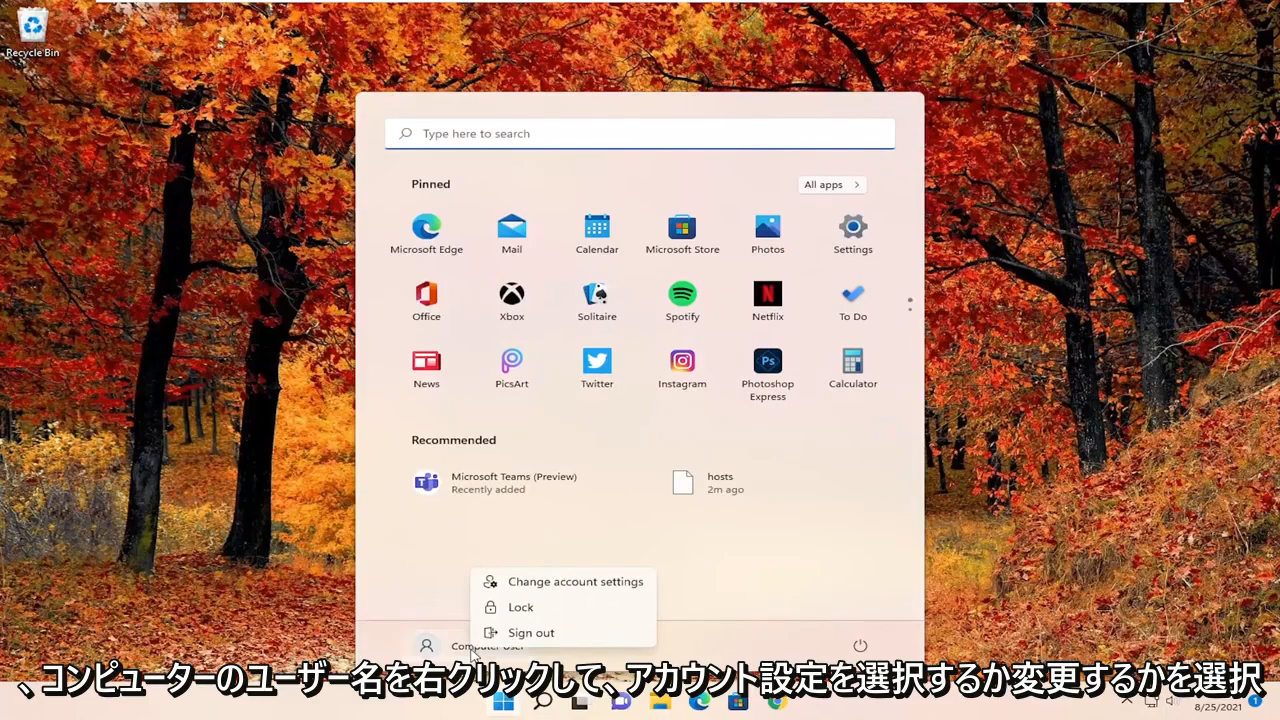 Recycle Bin
Type here to search
Pinned
All apps
Microsoft Edge
Mail
Calendar
Microsoft Store
Photos
Settings
Office
Xbox
Solitaire
Spotify
Netflix
To Do
News
PicsArt
Twitter
Instagram
Photoshop
Express
Calculator
Ps
Recommended
Microsoft Teams (Preview)
Recently added
hosts
2m ago
Change account settings
Lock
Sign out
Computer User
、コンピューターのユーザー名を右クリックして、アカウント設定を選択するか変更するかを選択
8/25/2021
1